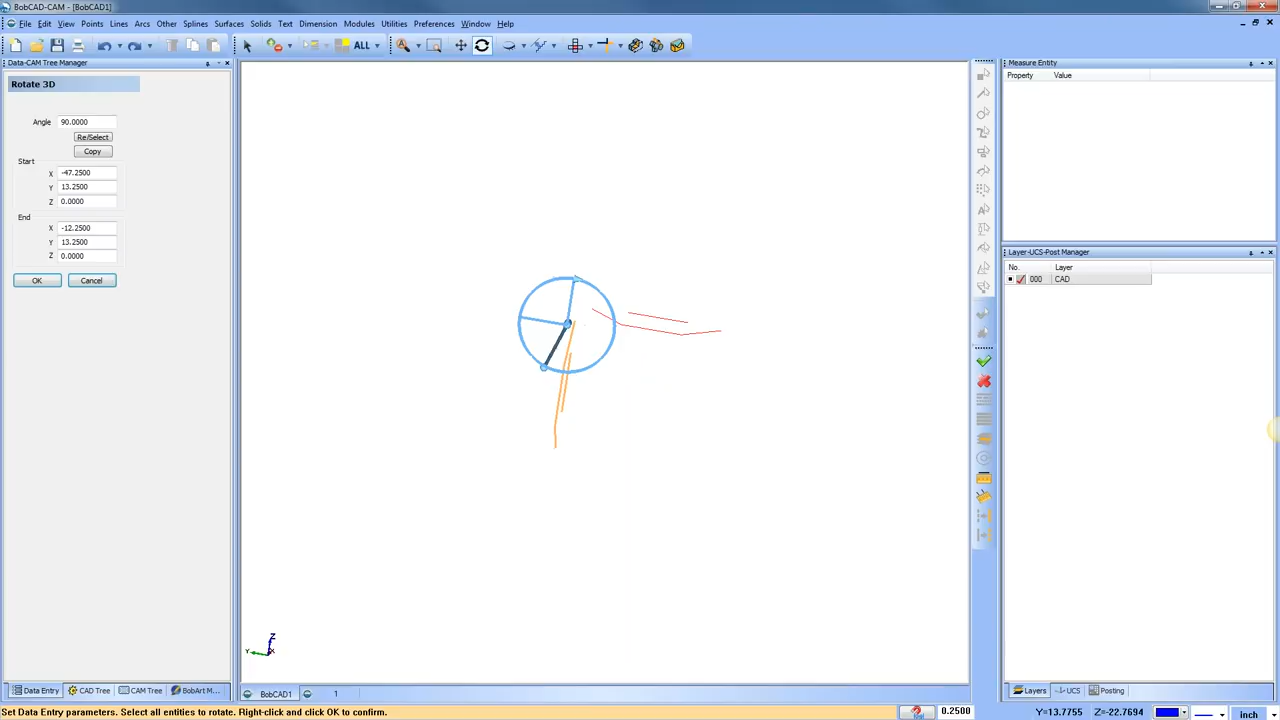 BobCAD-CAM - [BobCAD1]
File Edit View Points Lines Arcs Other Splines Surfaces Solids Text Dimension Modules Utilities Preferences Window Help
ALL
Data-CAM Tree Manager
Rotate 3D
Angle 90.0000
Re/Select
Copy
Start
X -47.2500
Y 13.2500
Z 0.0000
End
X -12.2500
Y 13.2500
Z 0.0000
OK Cancel
Measure Entity
Property Value
Layer-UCS-Post Manager
No. Layer
000 CAD
Z
Y X
Data Entry CAD Tree CAM Tree BobArt M...
BobCAD1 1
Layers UCS Posting
Set Data Entry parameters. Select all entities to rotate. Right-click and click OK to confirm.
0.2500 Y=13.7755 Z=-22.7694 inch